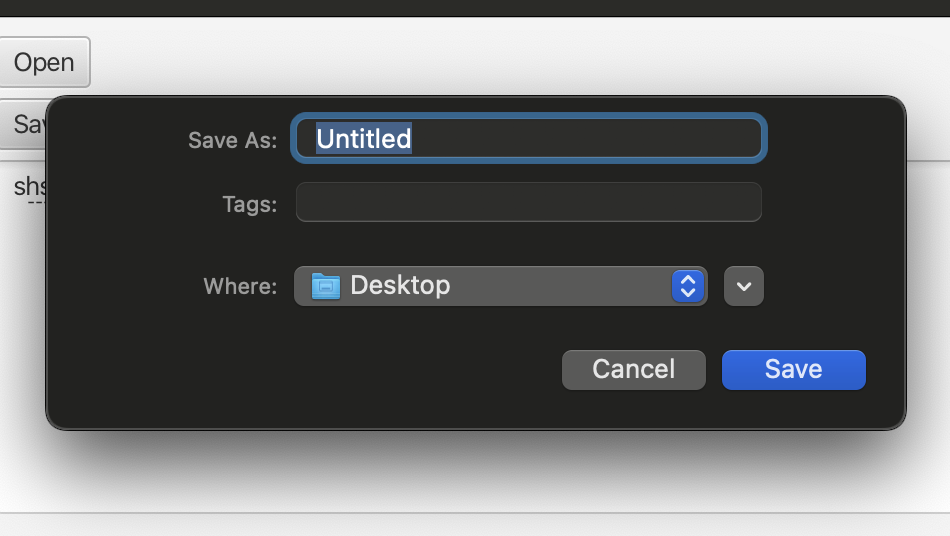 Open
Save As: Untitled
Tags:
Where: Desktop
Cancel Save